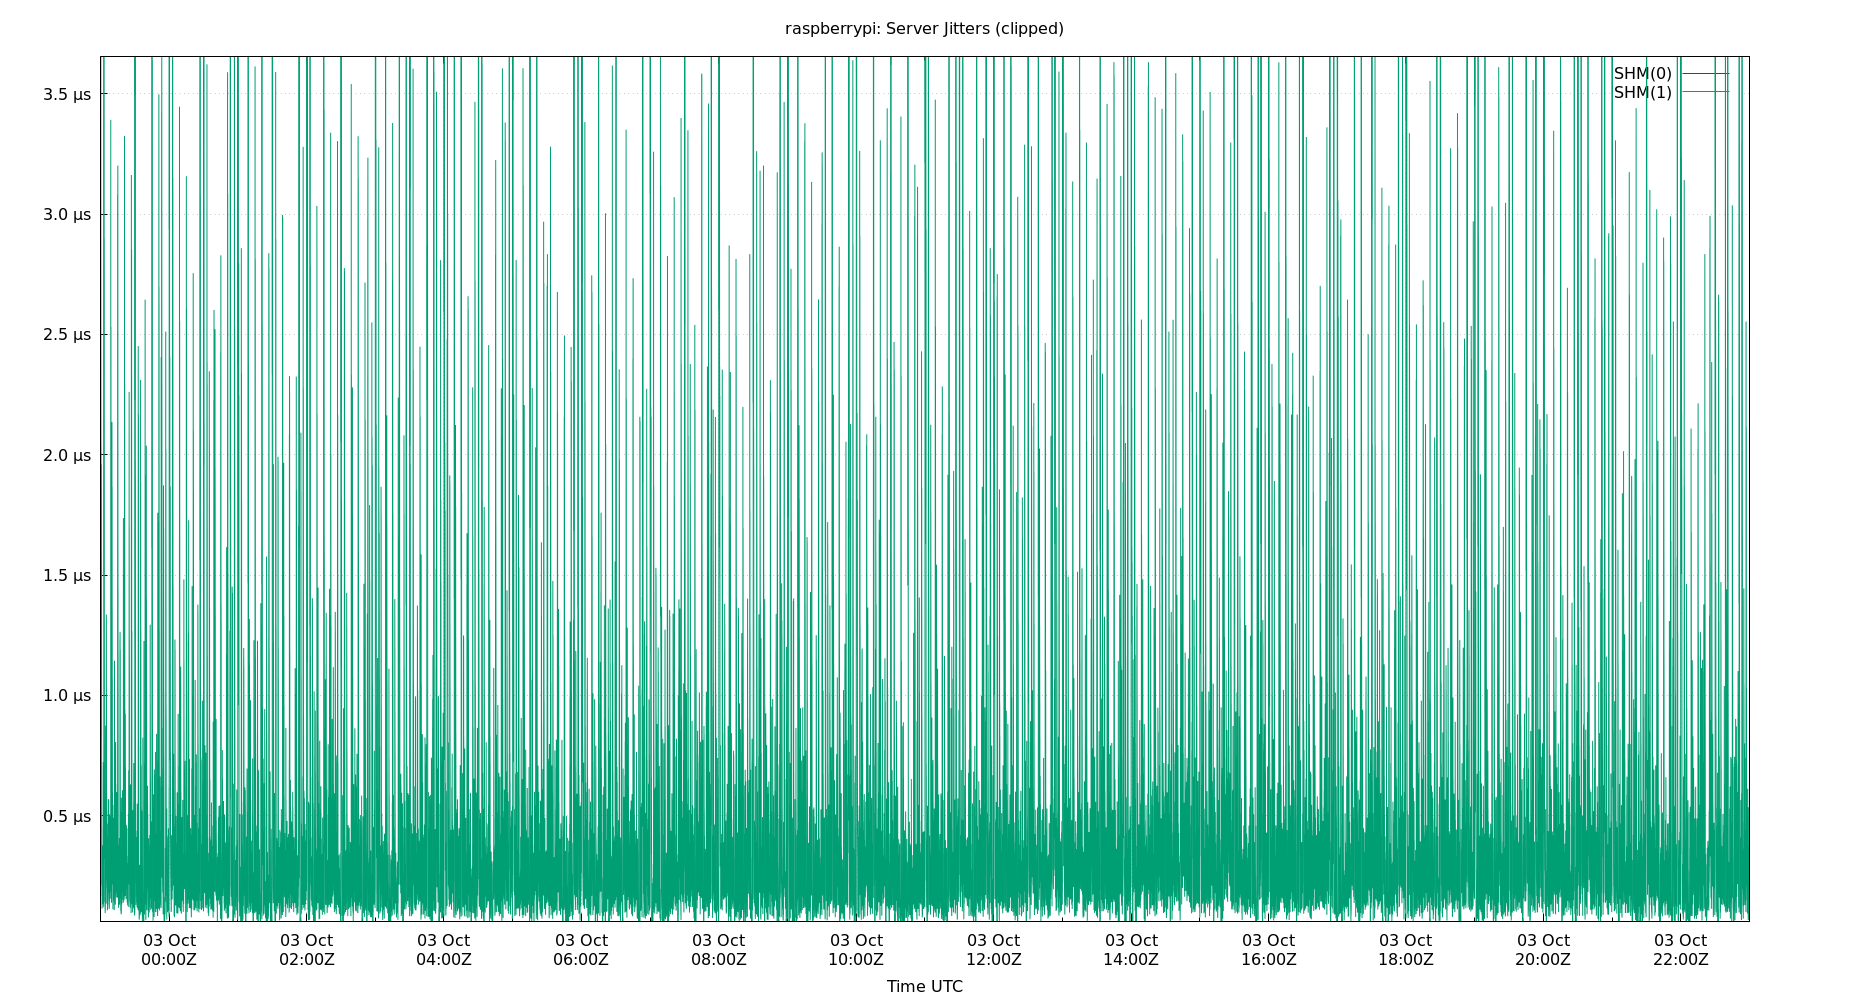 raspberrypi: Server Jitters (clipped)
SHM(0)
SHM(1)
3.5 µs
3.0 µs
2.5 µs
2.0 µs
1.5 µs
1.0 µs
0.5 µs
03 Oct 03 Oct 03 Oct 03 Oct 03 Oct 03 Oct 03 Oct 03 Oct 03 Oct 03 Oct 03 Oct 03 Oct
00:00Z 02:00Z 04:00Z 06:00Z 08:00Z 10:00Z 12:00Z 14:00Z 16:00Z 18:00Z 20:00Z 22:00Z
Time UTC